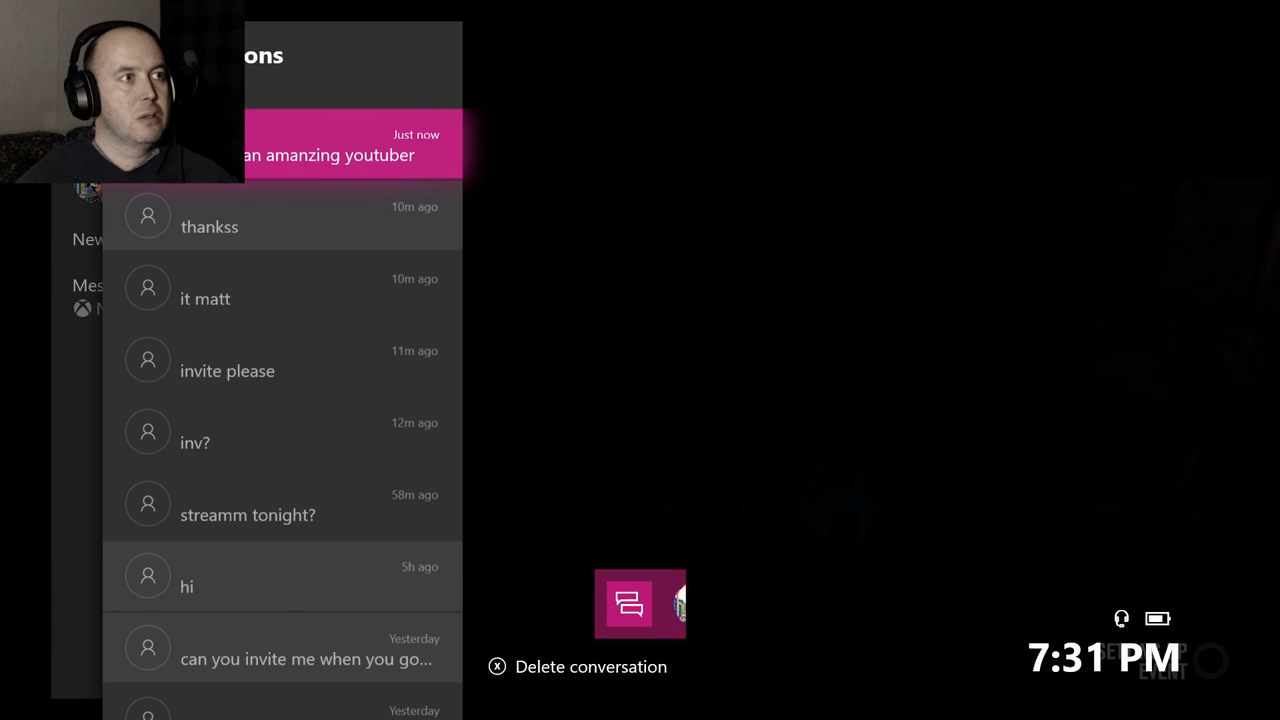 ons
Just now
an amanzing youtuber
10m ago
thankss
New
10m ago
Mes
it matt
N
11m ago
invite please
12m ago
inv?
58m ago
streamm tonight?
5h ago
hi
Yesterday
can you invite me when you go...
Yesterday
Delete conversation
7:31 PM
EVENT